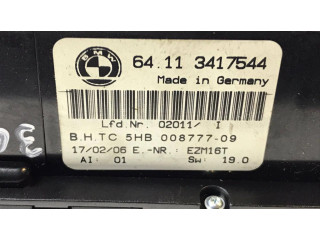 BMW
64.11 3417544
Made in Germany
Lfd.Nr. 02011/ I
B.H.TC 5HB 008777-09
17/02/06 E.-NR.: EZM16T
AI: 01 SW: 19.0